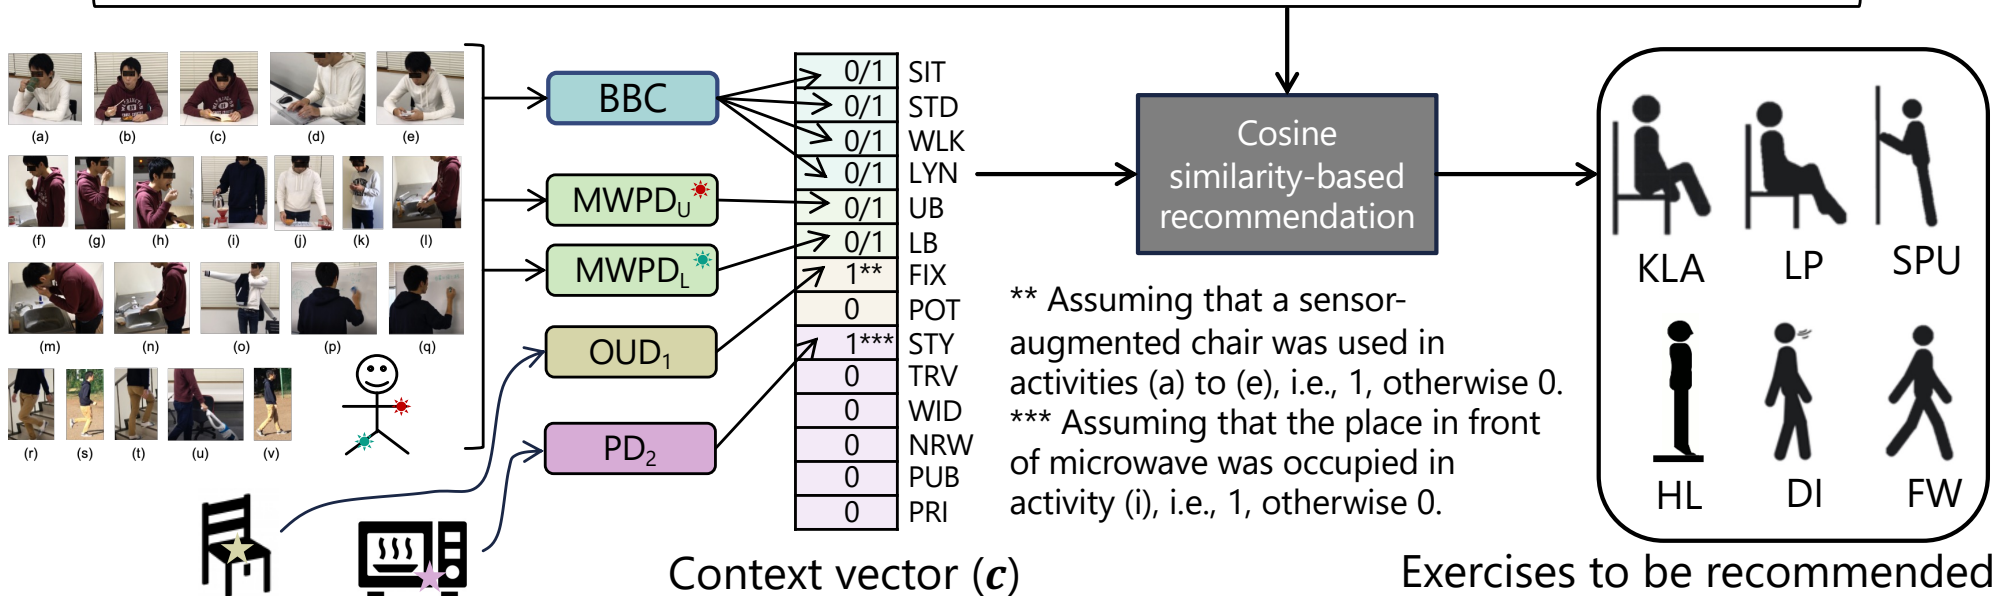 (a) (b) (c) (d) (e)
(f) (g) (h) (i) (j) (k) (l)
(m) (n) (o) (p) (q)
(r) (s) (t) (u) (v)
BBC
MWPD_U
MWPD_L
OUD_1
PD_2
0/1 SIT
0/1 STD
0/1 WLK
0/1 LYN
0/1 UB
0/1 LB
1** FIX
0 POT
1*** STY
0 TRV
0 WID
0 NRW
0 PUB
0 PRI
Context vector (c)
Cosine
similarity-based
recommendation
** Assuming that a sensor-
augmented chair was used in
activities (a) to (e), i.e., 1, otherwise 0.
*** Assuming that the place in front
of microwave was occupied in
activity (i), i.e., 1, otherwise 0.
KLA LP SPU
HL DI FW
Exercises to be recommended